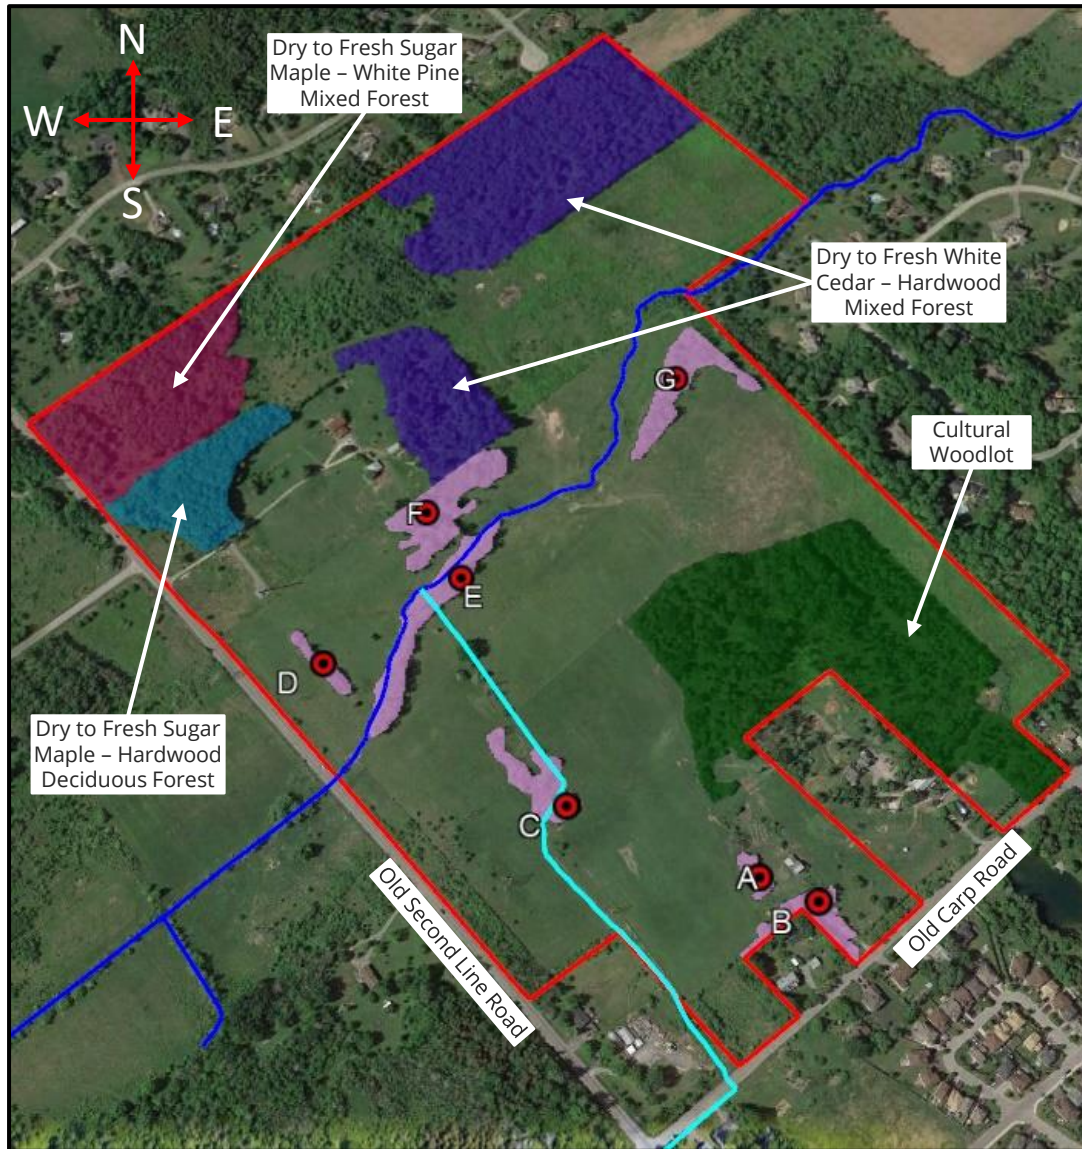 N
W
E
S
Dry to Fresh Sugar
Maple – White Pine
Mixed Forest
Dry to Fresh White
Cedar – Hardwood
Mixed Forest
G
Cultural
Woodlot
F
E
D
Dry to Fresh Sugar
Maple – Hardwood
Deciduous Forest
C
A
B
Old Second Line Road
Old Carp Road